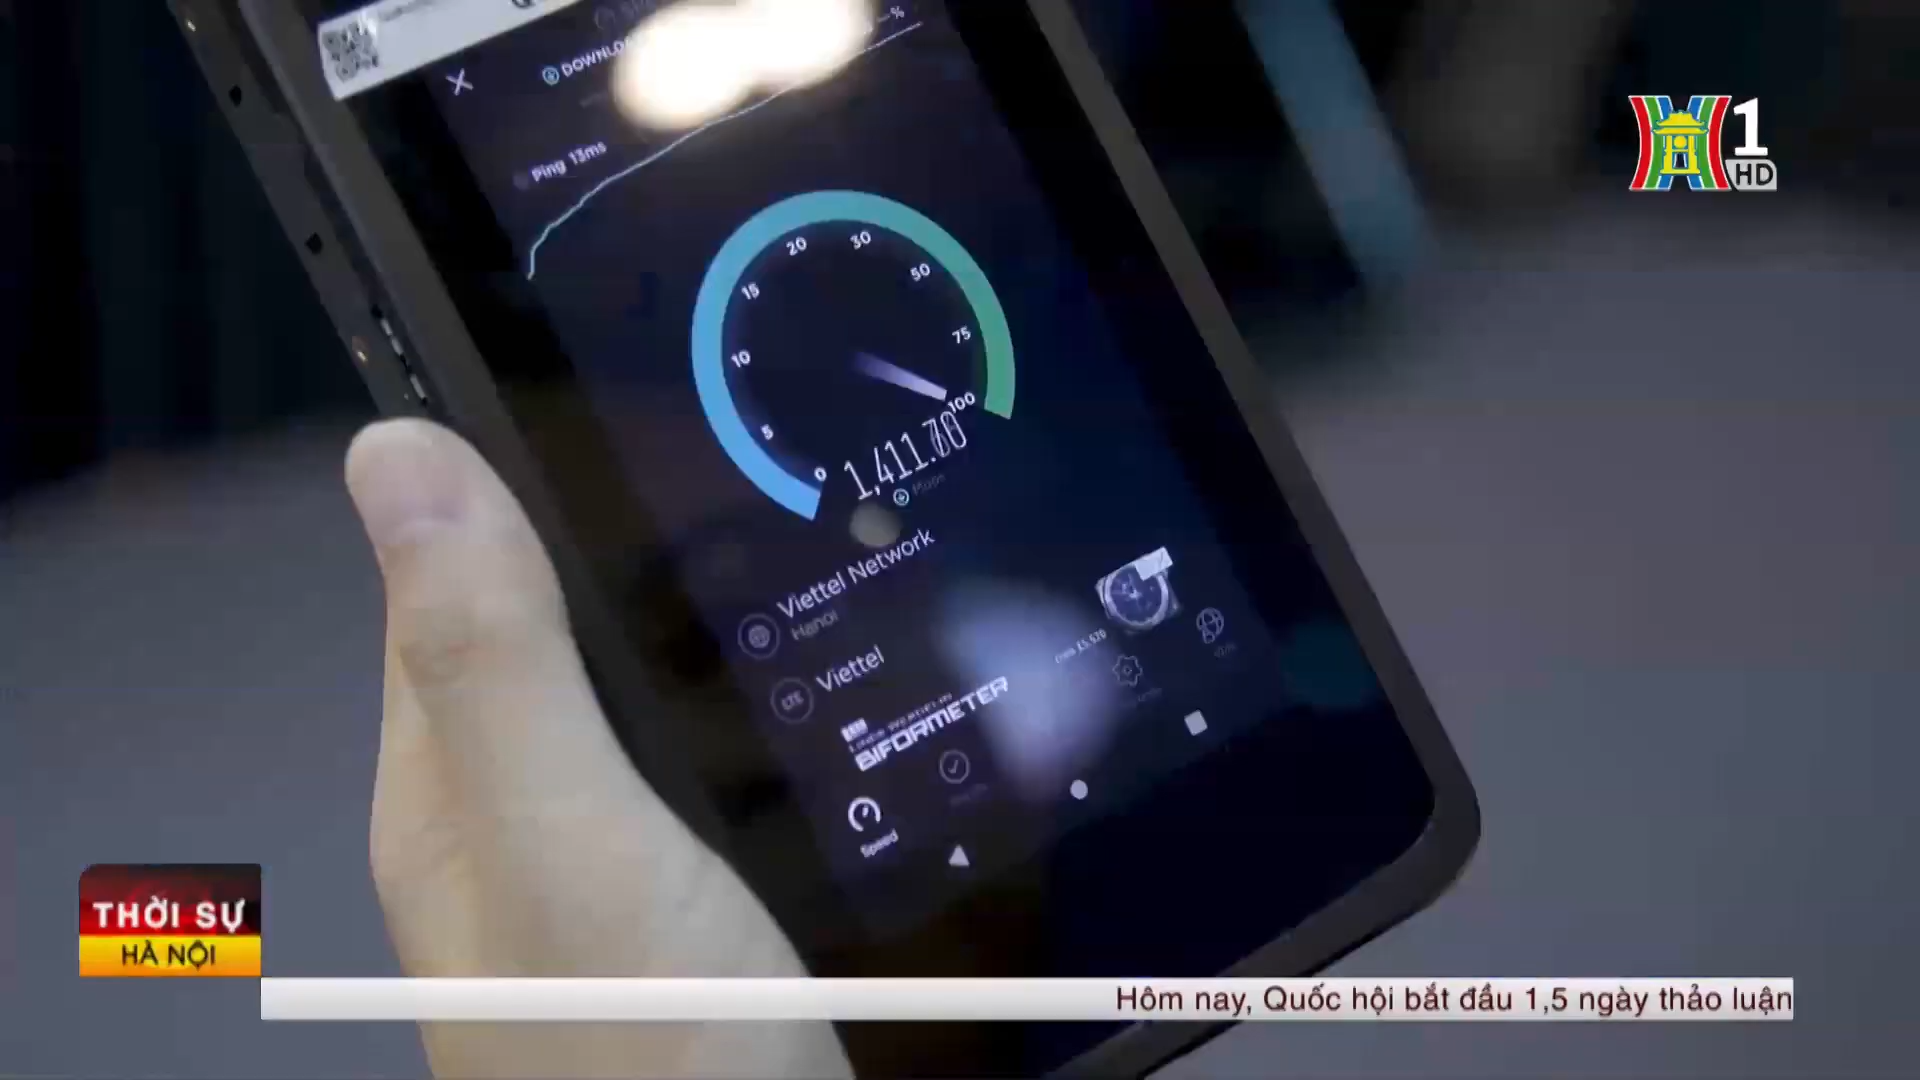 1
HD
Ping 13ms
20
30
15
50
75
10
100
5
0
1,411.70
Viettel Network
Hanoi
LTE
Viettel
BIFORMETER
Speed
THỜI SỰ
HÀ NỘI
Hôm nay, Quốc hội bắt đầu 1,5 ngày thảo luận